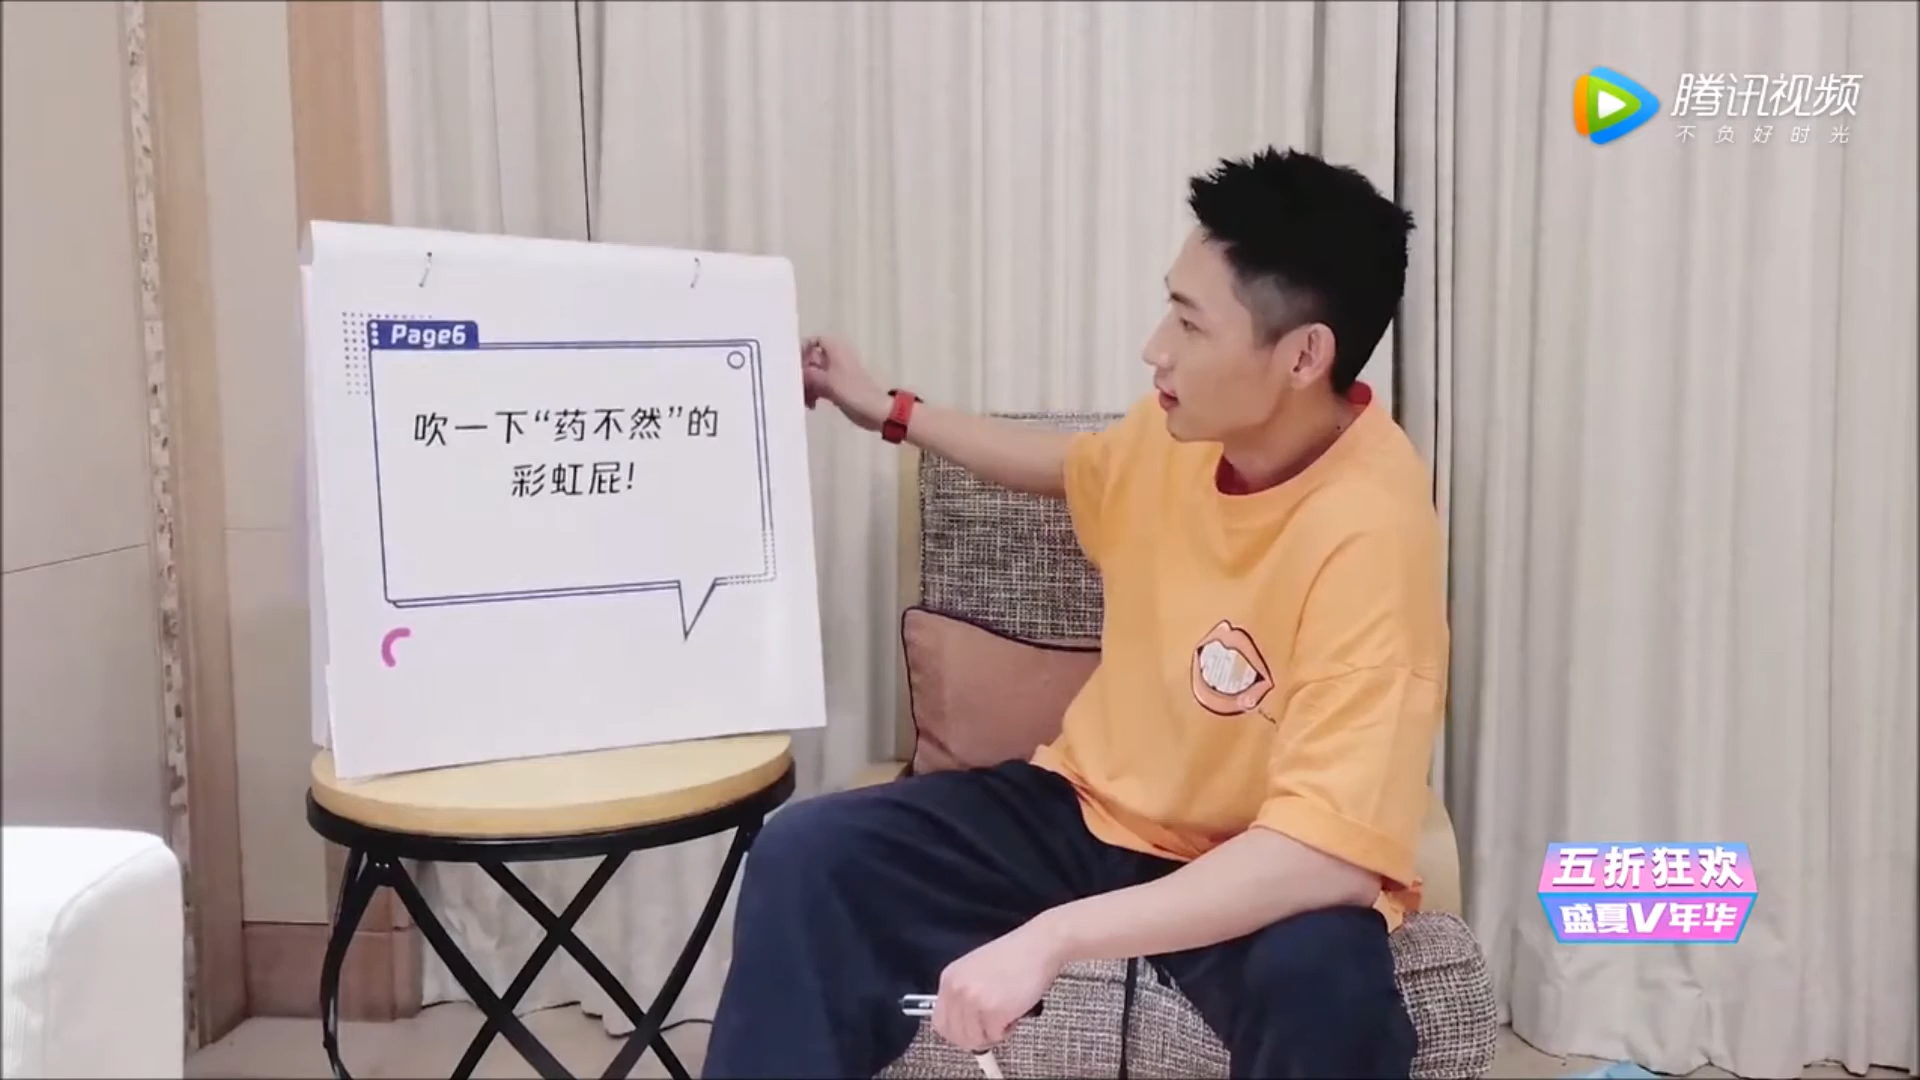 腾讯视频
不负好时光
Page6
吹一下“药不然”的
彩虹屁!
五折狂欢
盛夏V年华